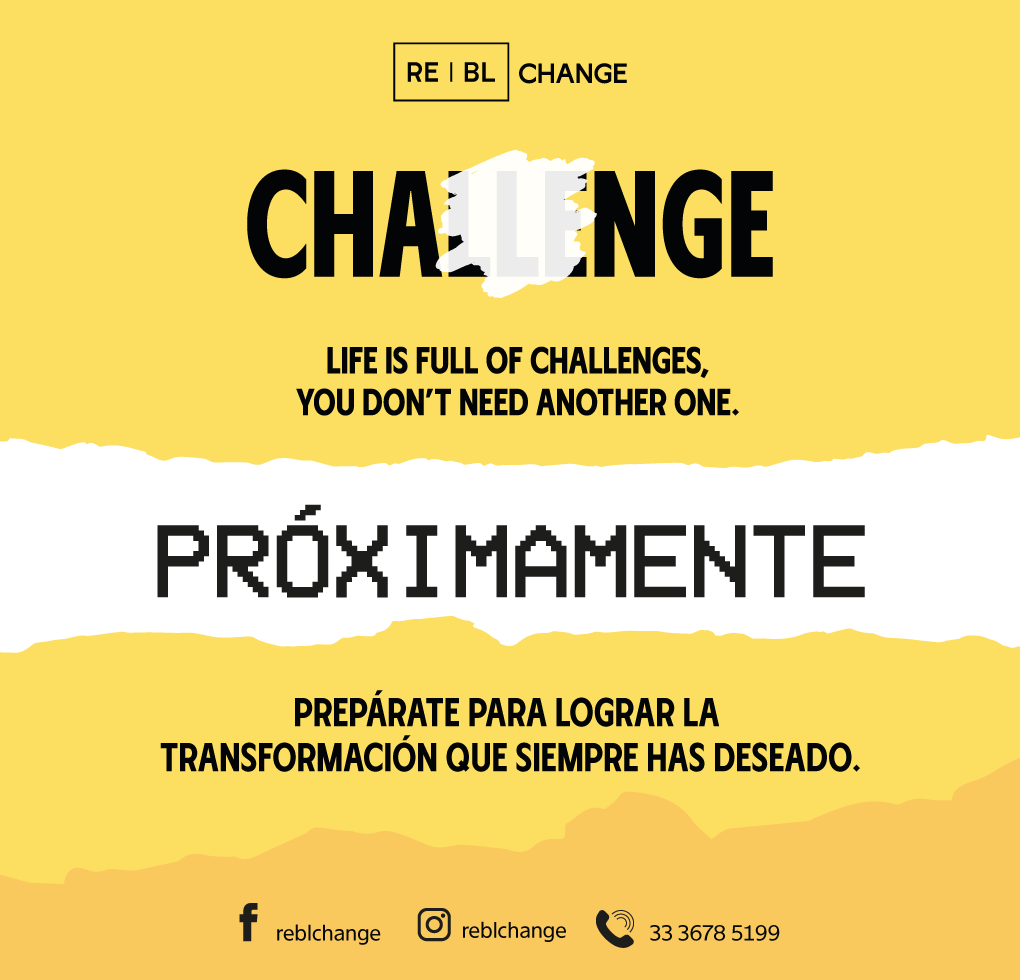 RE | BL CHANGE
CHALLENGE
LIFE IS FULL OF CHALLENGES,
YOU DON'T NEED ANOTHER ONE.
PRÓXIMAMENTE
PREPÁRATE PARA LOGRAR LA
TRANSFORMACIÓN QUE SIEMPRE HAS DESEADO.
reblchange reblchange 33 3678 5199